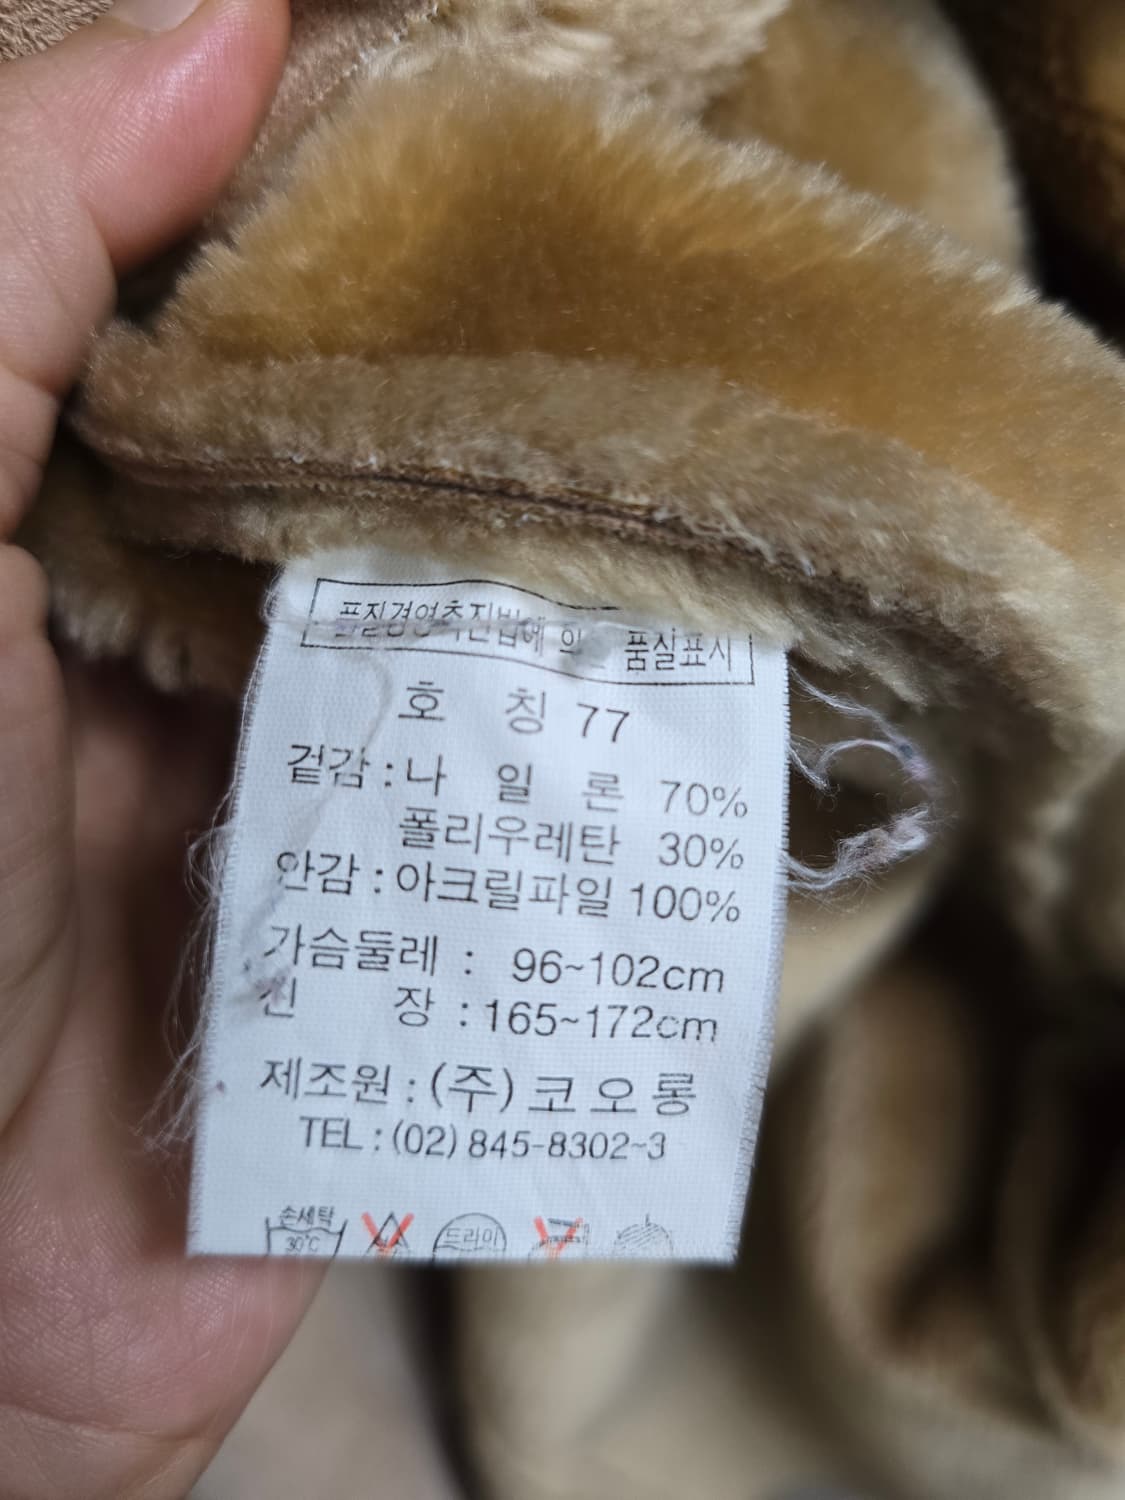 품질경영촉진법에 의한 품질표시
호 칭 77
겉감 : 나 일 론 70%
폴리우레탄 30%
안감 : 아크릴파일 100%
가슴둘레 : 96~102cm
신 장 : 165~172cm
제조원 : (주) 코오롱
TEL : (02) 845-8302~3
손세탁 30℃ 드라이